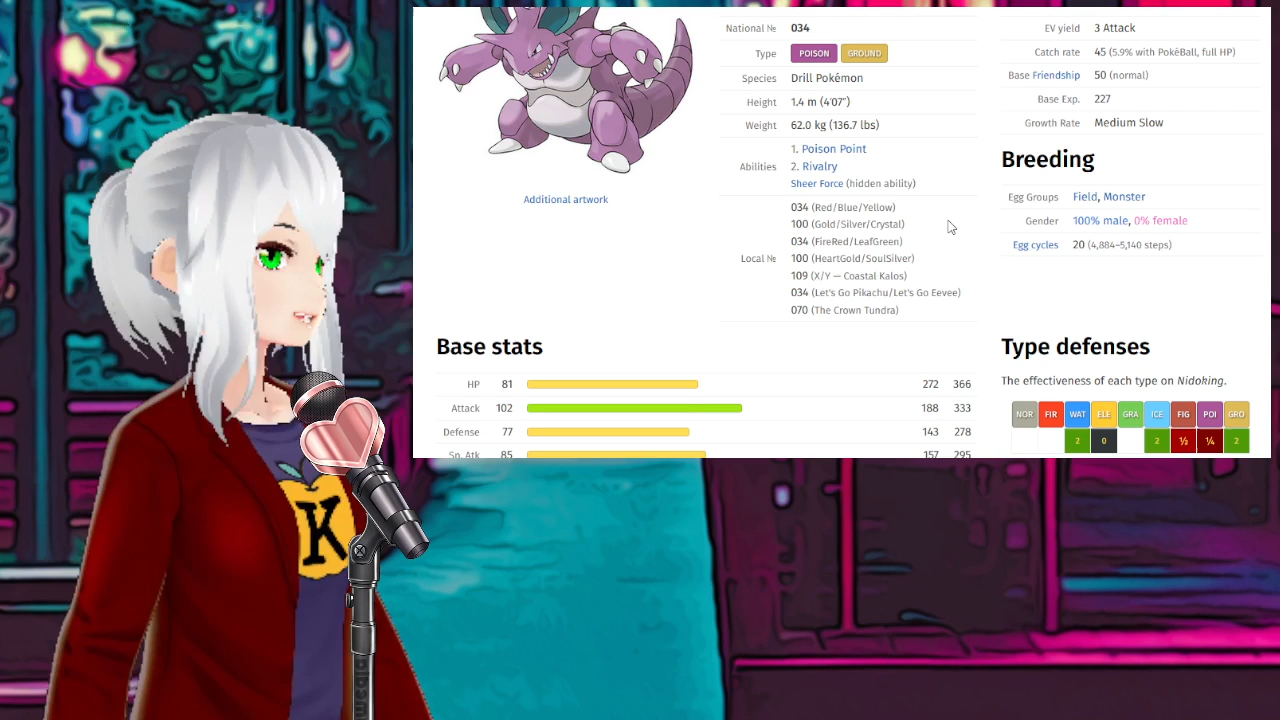 National № 034
Type POISON GROUND
Species Drill Pokémon
Height 1.4 m (4′07″)
Weight 62.0 kg (136.7 lbs)
Abilities 1. Poison Point
2. Rivalry
Sheer Force (hidden ability)
Local № 034 (Red/Blue/Yellow)
100 (Gold/Silver/Crystal)
034 (FireRed/LeafGreen)
100 (HeartGold/SoulSilver)
109 (X/Y — Coastal Kalos)
034 (Let's Go Pikachu/Let's Go Eevee)
070 (The Crown Tundra)
Additional artwork
EV yield 3 Attack
Catch rate 45 (5.9% with PokéBall, full HP)
Base Friendship 50 (normal)
Base Exp. 227
Growth Rate Medium Slow
Breeding
Egg Groups Field, Monster
Gender 100% male, 0% female
Egg cycles 20 (4,884–5,140 steps)
Base stats
HP 81 272 366
Attack 102 188 333
Defense 77 143 278
Sp. Atk 85 157 295
Type defenses
The effectiveness of each type on Nidoking.
NOR FIR WAT ELE GRA ICE FIG POI GRO
2 0 2 ½ ¼ 2
K